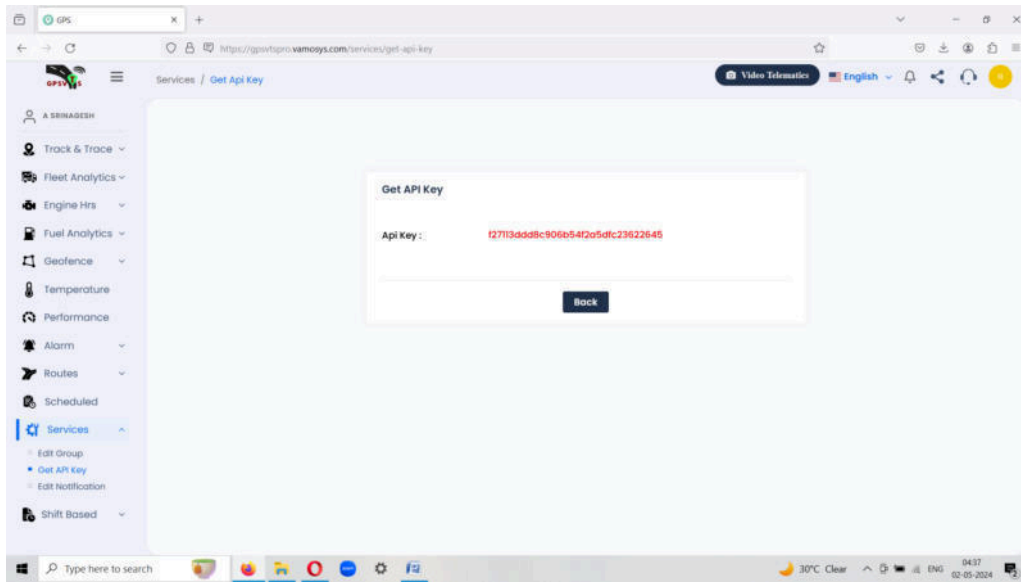 GPS
https://gpsvtspro.vamosys.com/services/get-api-key
GPSVTS
Services / Get Api Key
Video Telematics
English
A SRINAGESH
Track & Trace
Fleet Analytics
Engine Hrs
Fuel Analytics
Geofence
Temperature
Performance
Alarm
Routes
Scheduled
Services
Edit Group
Get API Key
Edit Notification
Shift Based
Get API Key
Api Key : f27113ddd8c906b54f2a5dfc23622645
Back
Type here to search
30°C Clear
ENG
04:37
02-05-2024